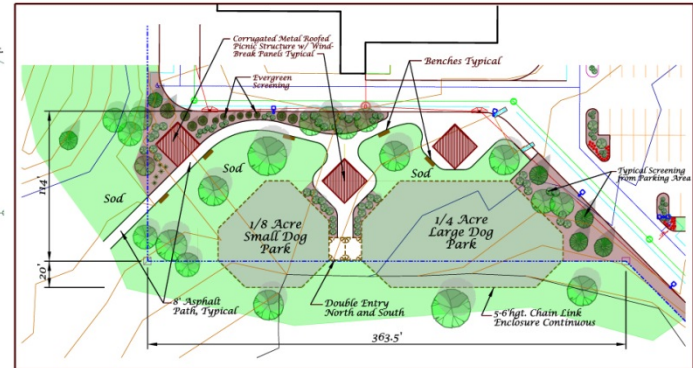 Corrugated Metal Roofed
Picnic Structure w/ Wind-
Break Panels Typical
Evergreen
Screening
Benches Typical
Sod
Sod
Sod
Typical Screening
from Parking Area
114'
20'
1/8 Acre
Small Dog
Park
1/4 Acre
Large Dog
Park
8' Asphalt
Path, Typical
Double Entry
North and South
5-6'hgt. Chain Link
Enclosure Continuous
363.5'